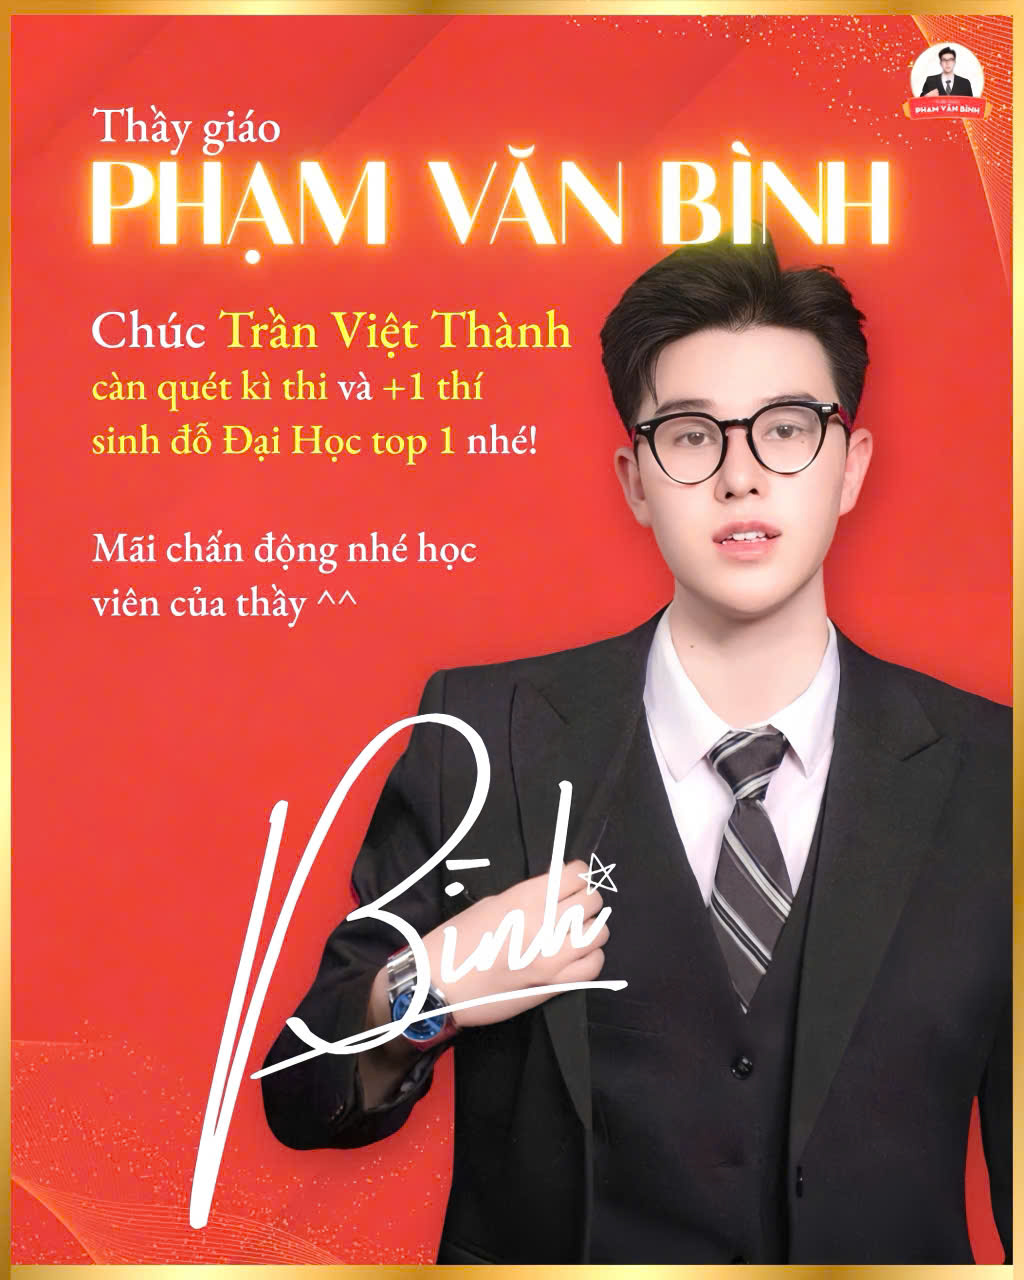 Thầy giáo
PHẠM VĂN BÌNH
PHẠM VĂN BÌNH
Chúc Trần Việt Thành
càn quét kì thi và +1 thí
sinh đỗ Đại Học top 1 nhé!
Mãi chấn động nhé học
viên của thầy ^^
Bình